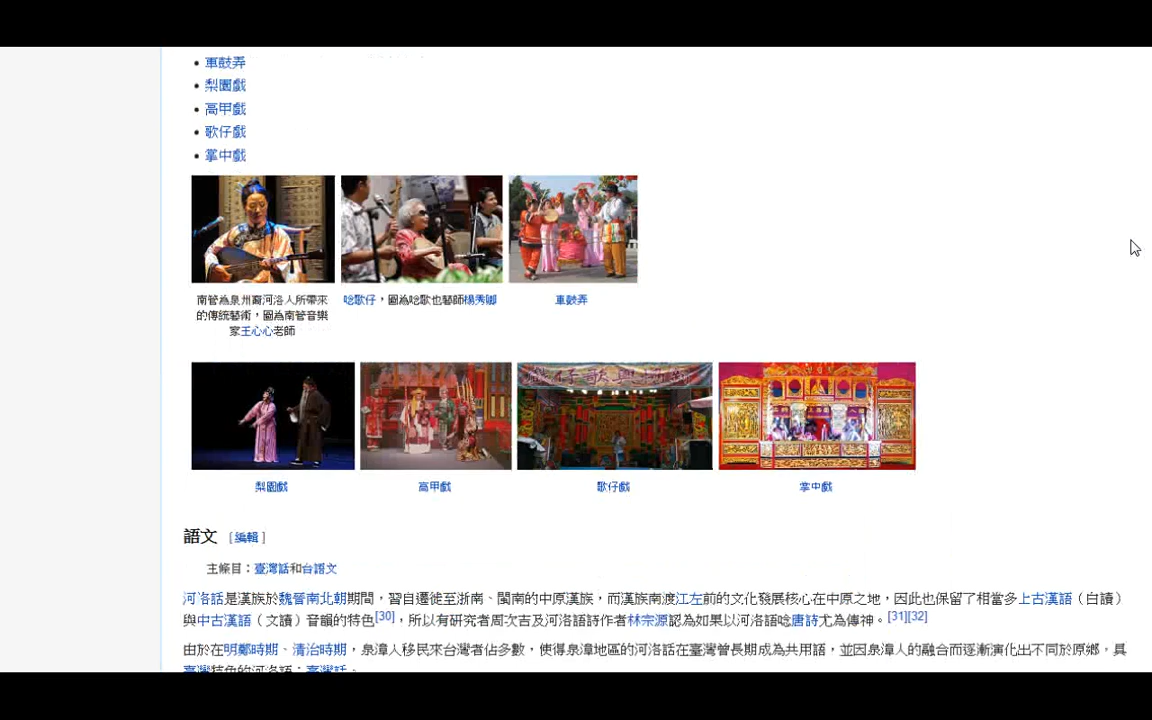 車鼓弄
梨園戲
高甲戲
歌仔戲
掌中戲
南管為泉州裔河洛人所帶來
的傳統藝術，圖為南管音樂
家王心心老師
唸歌仔，圖為唸歌也藝師楊秀卿
車鼓弄
梨園戲
高甲戲
歌仔戲
掌中戲
語文 [編輯]
主條目：臺灣話和台語文
河洛話是漢族於魏晉南北朝期間，習自遷徙至浙南、閩南的中原漢族，而漢族南渡江左前的文化發展核心在中原之地，因此也保留了相當多上古漢語（白讀）
與中古漢語（文讀）音韻的特色[30]，所以有研究者周次吉及河洛語詩作者林宗源認為如果以河洛語唸唐詩尤為傳神。[31][32]
由於在明鄭時期、清治時期，泉漳人移民來台灣者佔多數，使得泉漳地區的河洛話在臺灣曾長期成為共用語，並因泉漳人的融合而逐漸演化出不同於原鄉，具
臺灣特色的河洛語：臺灣話。